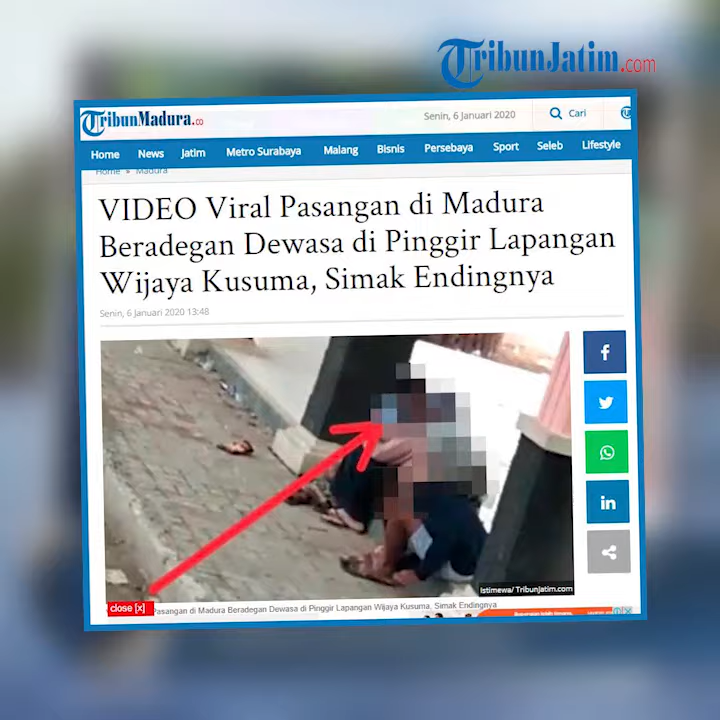 TribunJatim.com
TribunMadura.co
Senin, 6 Januari 2020
Cari
Home News Jatim Metro Surabaya Malang Bisnis Persebaya Sport Seleb Lifestyle
Home » Madura
VIDEO Viral Pasangan di Madura
Beradegan Dewasa di Pinggir Lapangan
Wijaya Kusuma, Simak Endingnya
Senin, 6 Januari 2020 13:48
Istimewa/ Tribunjatim.com
close [x]
Pasangan di Madura Beradegan Dewasa di Pinggir Lapangan Wijaya Kusuma, Simak Endingnya